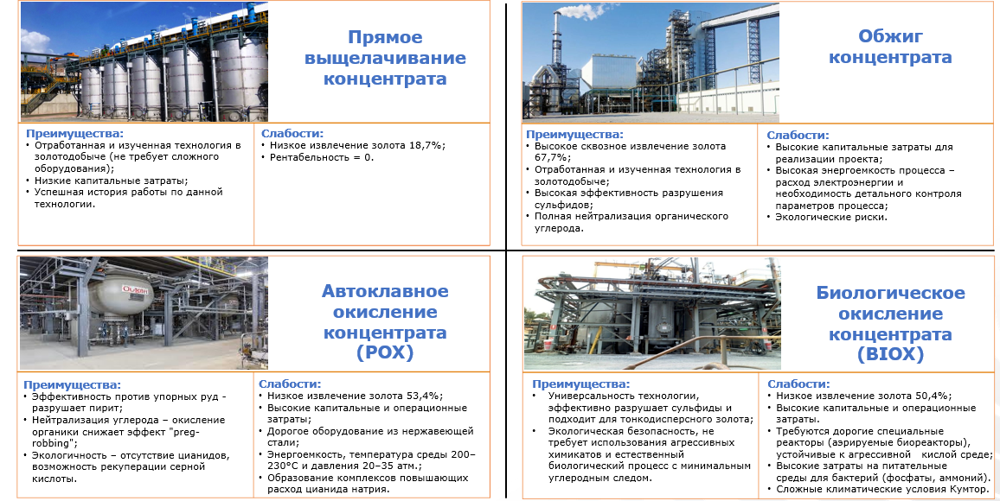 Прямое
выщелачивание
концентрата
Преимущества:
• Отработанная и изученная технология в
золотодобыче (не требует сложного
оборудования);
• Низкие капитальные затраты;
• Успешная история работы по данной
технологии.
Слабости:
• Низкое извлечение золота 18,7%;
• Рентабельность = 0.
Обжиг
концентрата
Преимущества:
• Высокое сквозное извлечение золота
67,7%;
• Отработанная и изученная технология в
золотодобыче;
• Высокая эффективность разрушения
сульфидов;
• Полная нейтрализация органического
углерода.
Слабости:
• Высокие капитальные затраты для
реализации проекта;
• Высокая энергоемкость процесса –
расход электроэнергии и
необходимость детального контроля
параметров процесса;
• Экологические риски.
Outotec
Автоклавное
окисление
концентрата
(POX)
Преимущества:
• Эффективность против упорных руд -
разрушает пирит;
• Нейтрализация углерода – окисление
органики снижает эффект "preg-
robbing";
• Экологичность – отсутствие цианидов,
возможность рекуперации серной
кислоты.
Слабости:
• Низкое извлечение золота 53,4%;
• Высокие капитальные и операционные
затраты;
• Дорогое оборудование из нержавеющей
стали;
• Энергоемкость, температура среды 200–
230°C и давления 20–35 атм.;
• Образование комплексов повышающих
расход цианида натрия.
Биологическое
окисление
концентрата
(BIOX)
Преимущества:
• Универсальность технологии,
эффективно разрушает сульфиды и
подходит для тонкодисперсного золота;
• Экологическая безопасность, не
требует использования агрессивных
химикатов и естественный
биологический процесс с минимальным
углеродным следом.
Слабости:
• Низкое извлечение золота 50,4%;
• Высокие капитальные и операционные
затраты.
• Требуются дорогие специальные
реакторы (аэрируемые биореакторы),
устойчивые к агрессивной кислой среде;
• Высокие затраты на питательные
среды для бактерий (фосфаты, аммоний).
• Сложные климатические условия Кумтор.